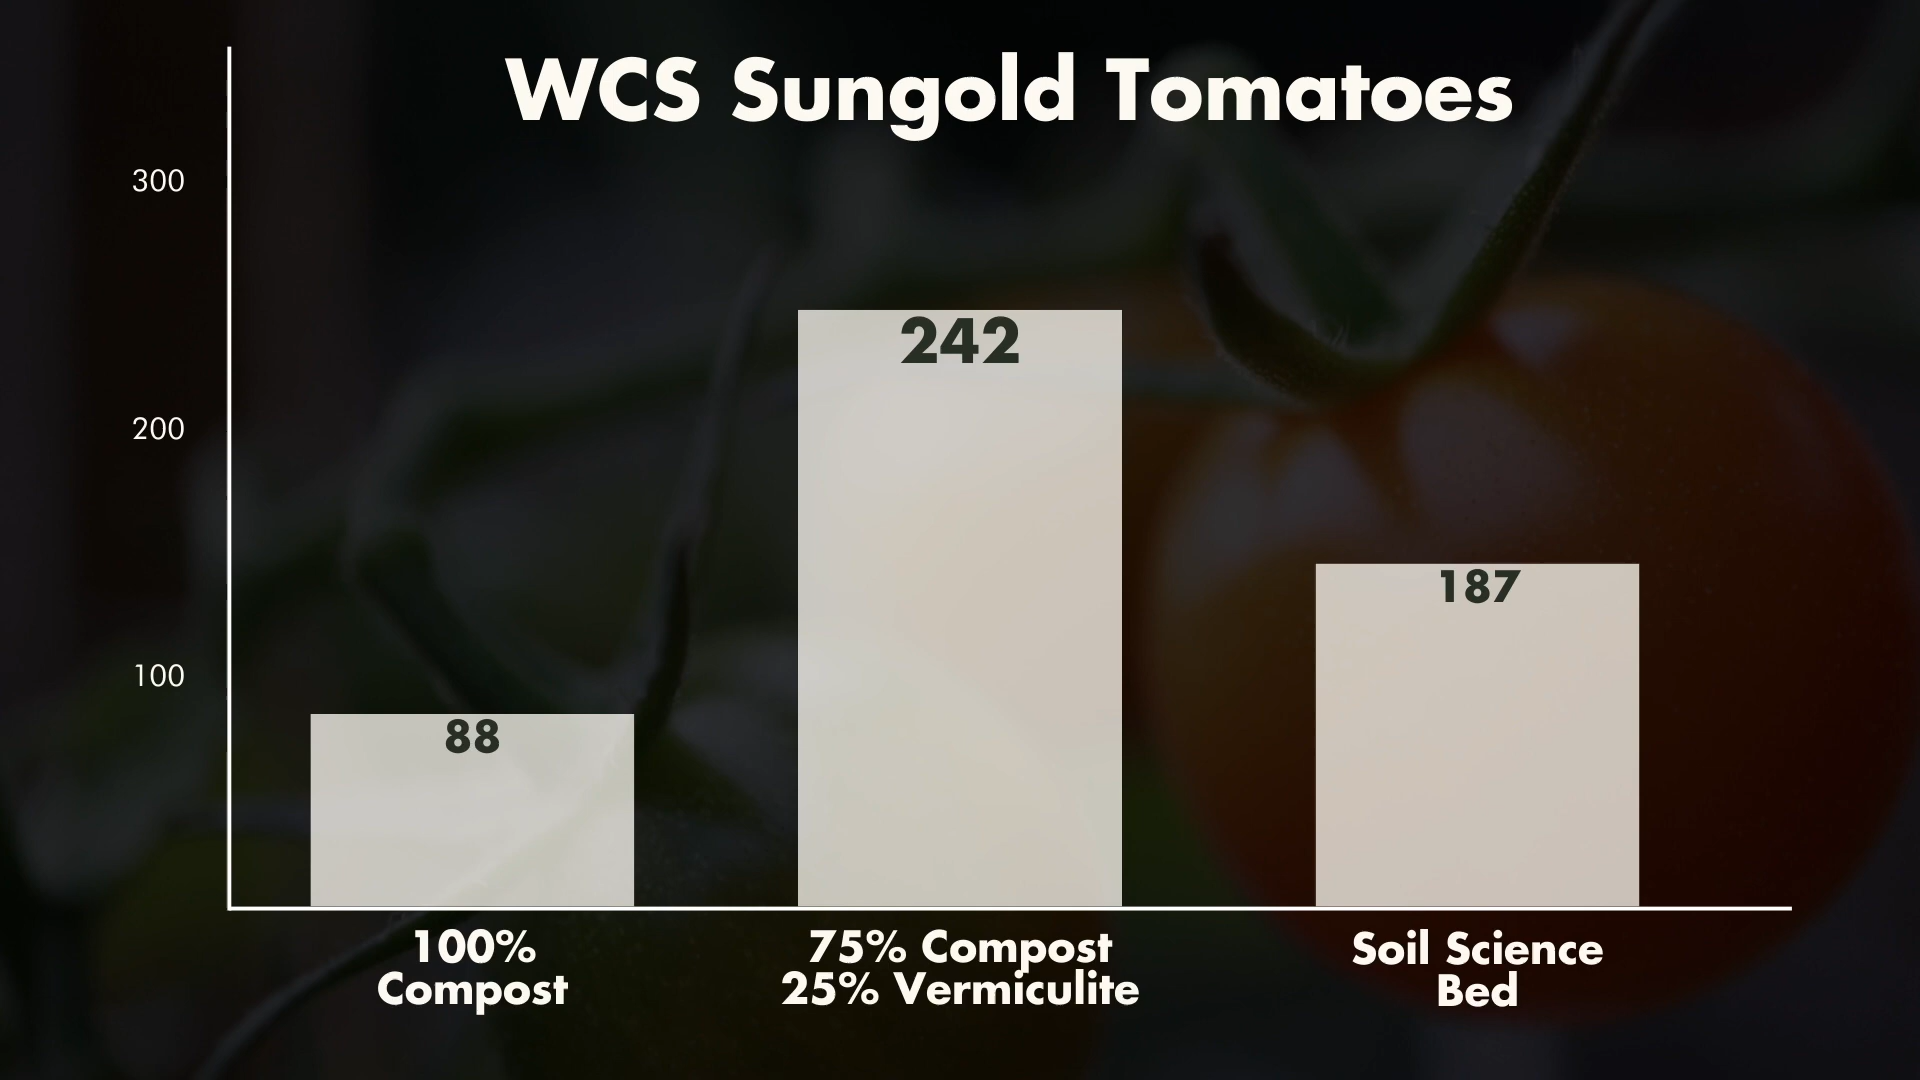 WCS Sungold Tomatoes
300
200
100
242
187
88
100%
Compost
75% Compost
25% Vermiculite
Soil Science
Bed